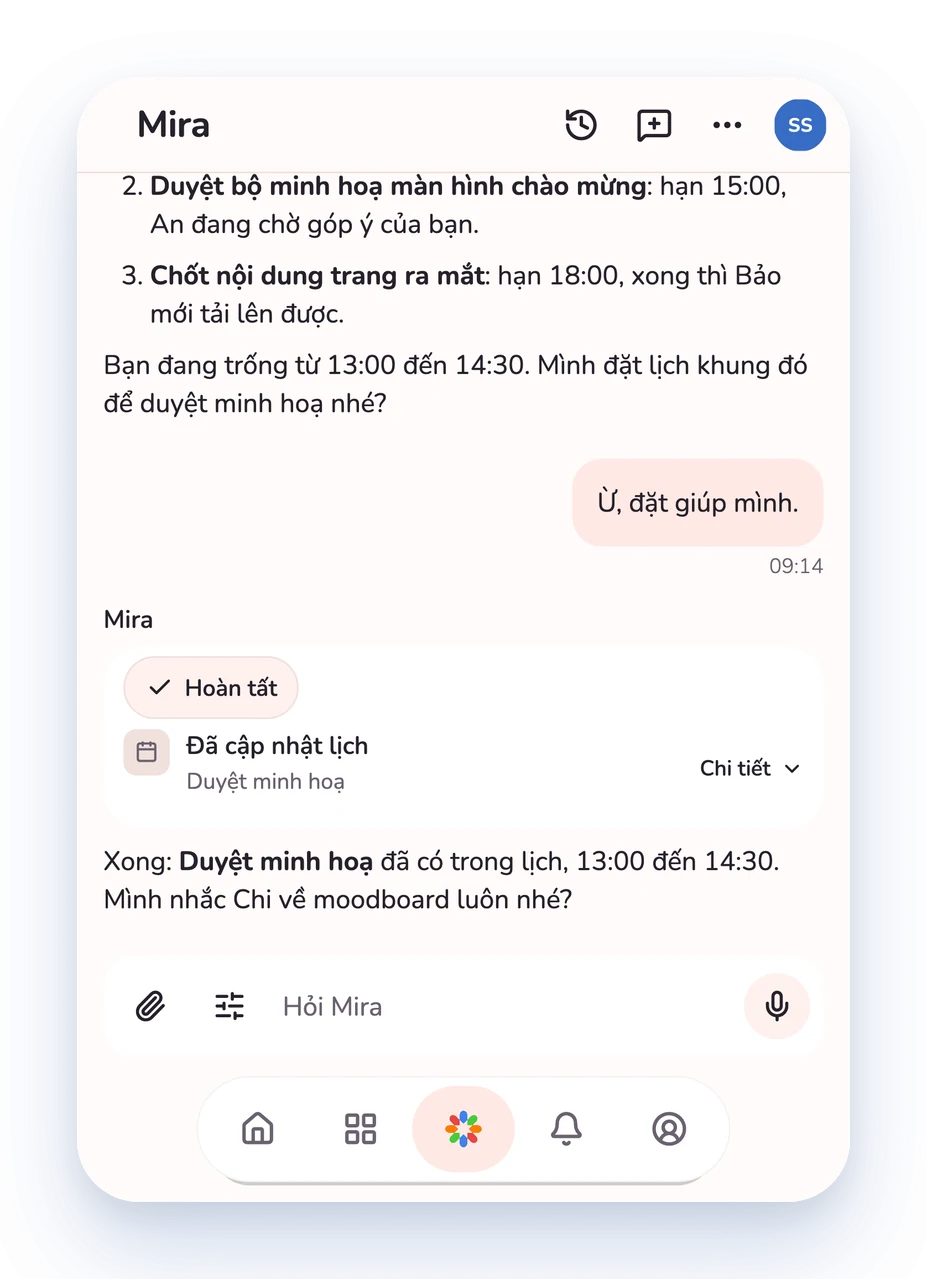 Mira
SS
2. Duyệt bộ minh hoạ màn hình chào mừng: hạn 15:00,
An đang chờ góp ý của bạn.
3. Chốt nội dung trang ra mắt: hạn 18:00, xong thì Bảo
mới tải lên được.
Bạn đang trống từ 13:00 đến 14:30. Mình đặt lịch khung đó
để duyệt minh hoạ nhé?
Ừ, đặt giúp mình.
09:14
Mira
Hoàn tất
Đã cập nhật lịch
Duyệt minh hoạ
Chi tiết
Xong: Duyệt minh hoạ đã có trong lịch, 13:00 đến 14:30.
Mình nhắc Chi về moodboard luôn nhé?
Hỏi Mira